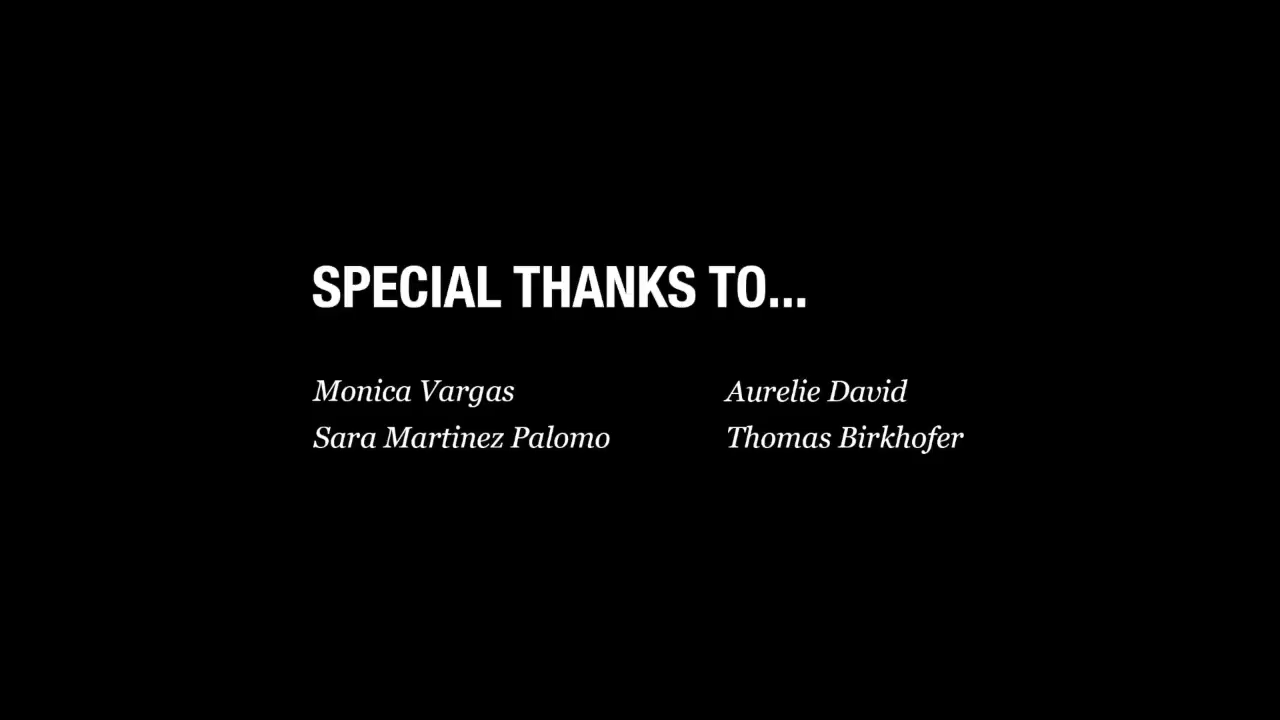 SPECIAL THANKS TO...
Monica Vargas
Sara Martinez Palomo
Aurelie David
Thomas Birkhofer